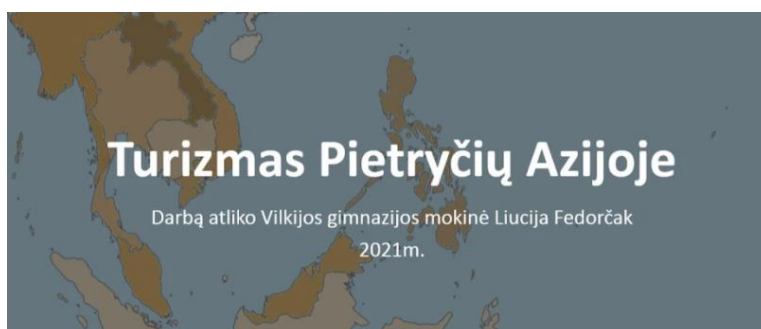 Turizmas Pietryčių Azijoje
Darbą atliko Vilkijos gimnazijos mokinė Liucija Fedorčak
2021m.